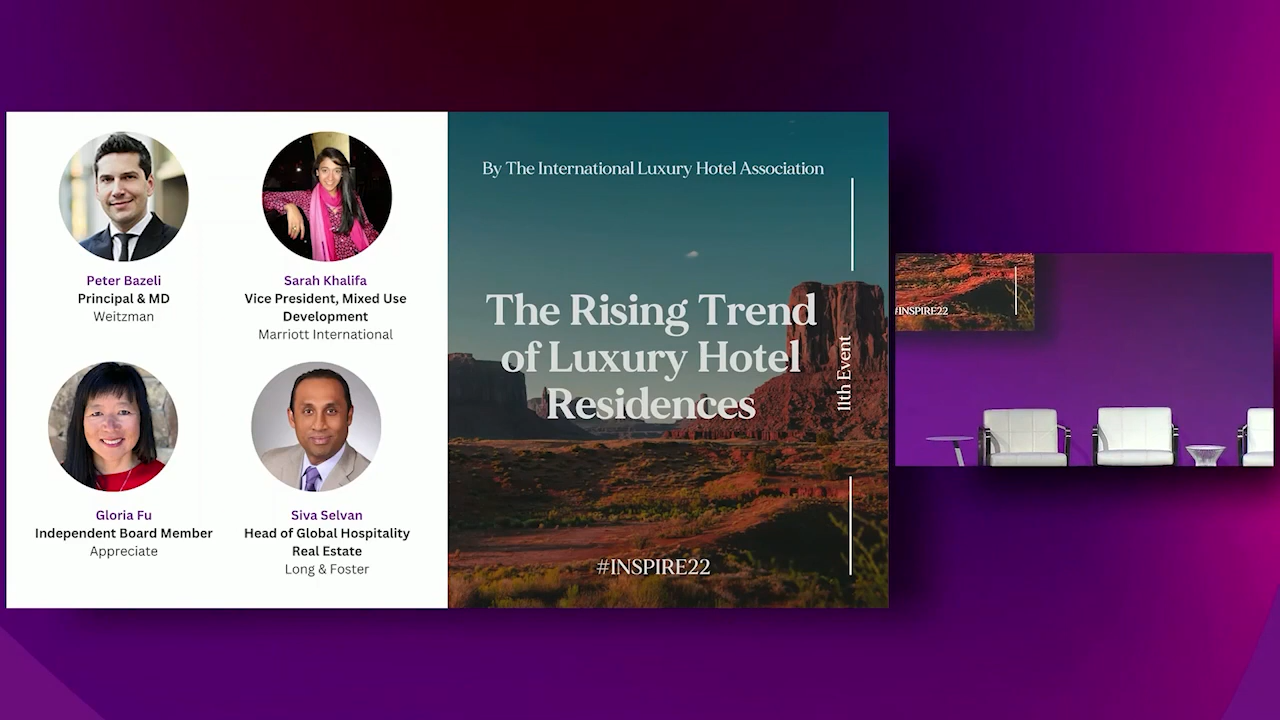 Peter Bazeli
Principal & MD
Weitzman
Sarah Khalifa
Vice President, Mixed Use
Development
Marriott International
Gloria Fu
Independent Board Member
Appreciate
Siva Selvan
Head of Global Hospitality
Real Estate
Long & Foster
By The International Luxury Hotel Association
The Rising Trend
of Luxury Hotel
Residences
11th Event
#INSPIRE22
#INSPIRE22